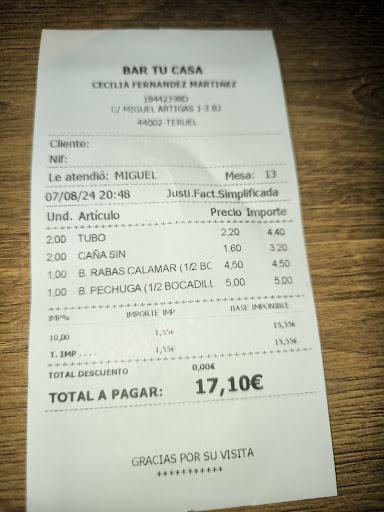 BAR TU CASA
CECILIA FERNANDEZ MARTINEZ
18442398D
C/ MIGUEL ARTIGAS 1-3 BJ
44002-TERUEL
Cliente:
Nif:
Le atendió: MIGUEL Mesa: 13
07/08/24 20:48 Justi.Fact.Simplificada
Und. Artículo Precio Importe
2,00 TUBO 2,20 4,40
2,00 CAÑA SIN 1,60 3,20
1,00 B. RABAS CALAMAR (1/2 BC 4,50 4,50
1,00 B. PECHUGA (1/2 BOCADILL 5,00 5,00
IMP% IMPORTE IMP BASE IMPONIBLE
10,00 1,55€ 15,55€
T. IMP .... 1,55€ 15,55€
TOTAL DESCUENTO 0,00€
TOTAL A PAGAR: 17,10€
GRACIAS POR SU VISITA
***********